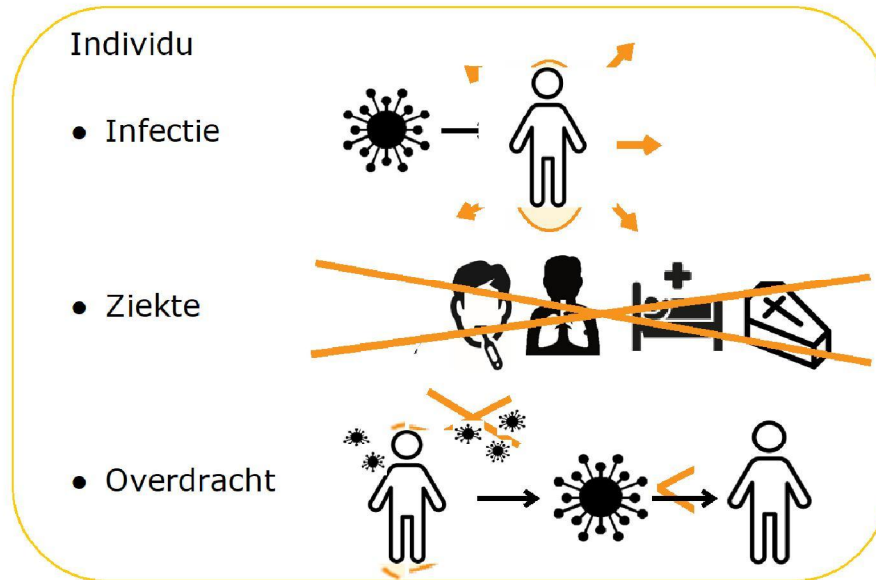 Individu
● Infectie
● Ziekte
● Overdracht